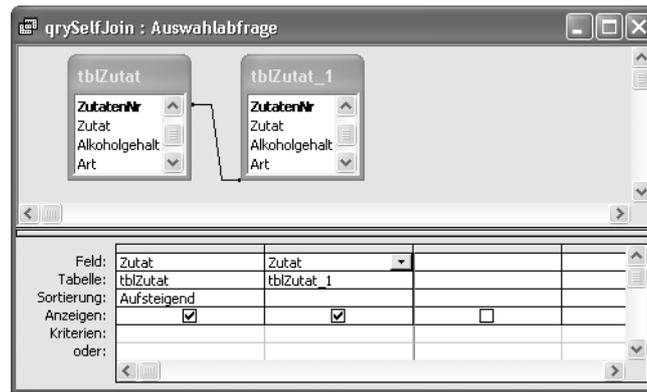 qrySelfJoin : Auswahlabfrage
tblZutat
ZutatenNr
Zutat
Alkoholgehalt
Art
tblZutat_1
ZutatenNr
Zutat
Alkoholgehalt
Art
Feld: Zutat Zutat
Tabelle: tblZutat tblZutat_1
Sortierung: Aufsteigend
Anzeigen:
Kriterien:
oder: